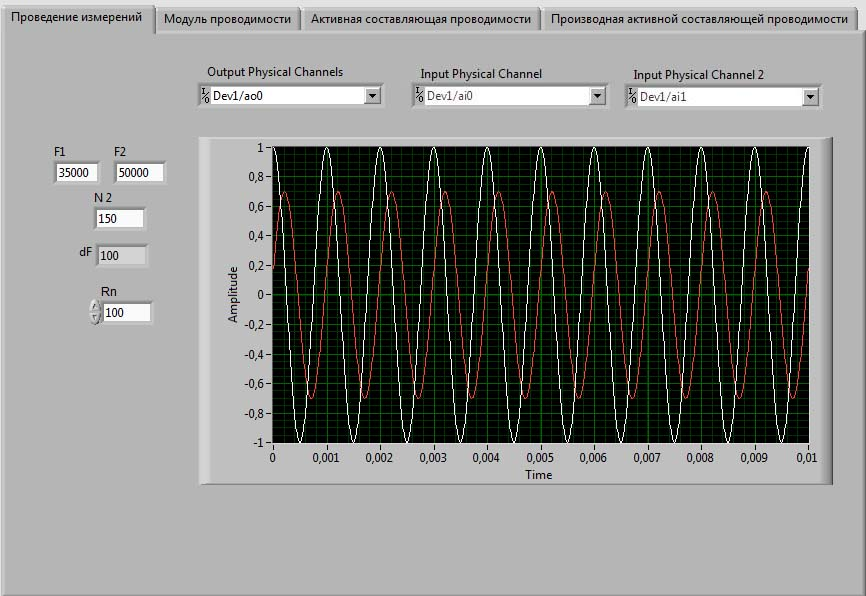 Проведение измерений
Модуль проводимости
Активная составляющая проводимости
Производная активной составляющей проводимости
Output Physical Channels
Input Physical Channel
Input Physical Channel 2
I/0 Dev1/ao0
I/0 Dev1/ai0
I/0 Dev1/ai1
F1
F2
35000
50000
N 2
150
dF
100
Rn
100
Amplitude
1
0,8
0,6
0,4
0,2
0
-0,2
-0,4
-0,6
-0,8
-1
0
0,001
0,002
0,003
0,004
0,005
0,006
0,007
0,008
0,009
0,01
Time